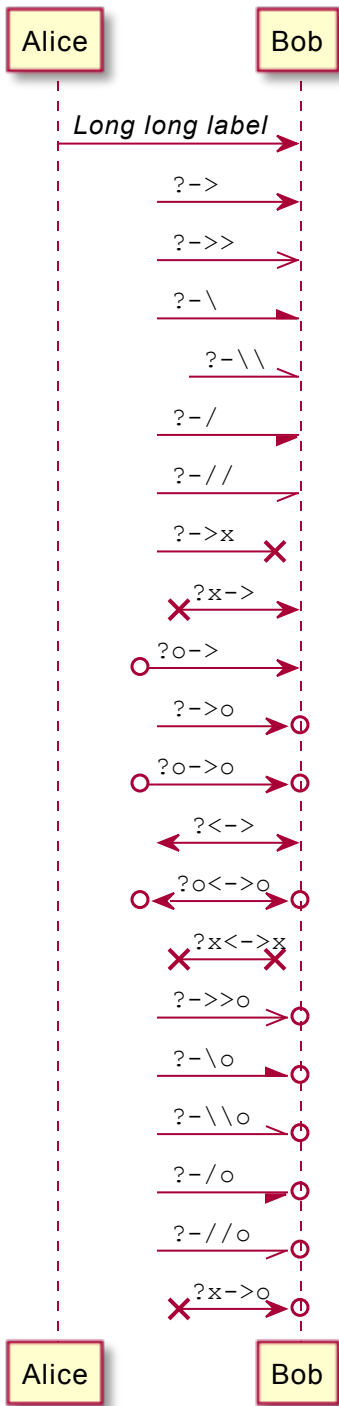 Alice Bob
Long long label
?->
?->>
?-\
?-\\
?-/
?-//
?->x
?x->
?o->
?->o
?o->o
?<->
?o<->o
?x<->x
?->>o
?-\o
?-\\o
?-/o
?-//o
?x->o
Alice Bob